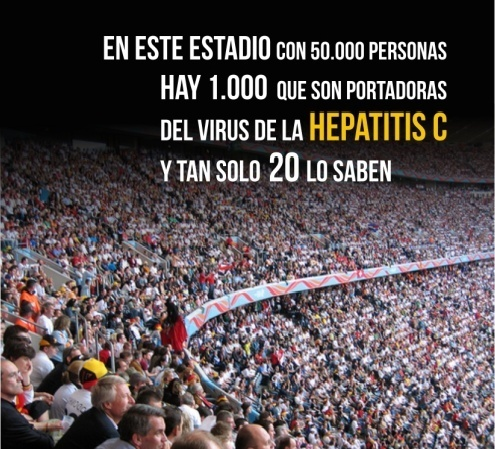 EN ESTE ESTADIO CON 50.000 PERSONAS
HAY 1.000 QUE SON PORTADORAS
DEL VIRUS DE LA HEPATITIS C
Y TAN SOLO 20 LO SABEN